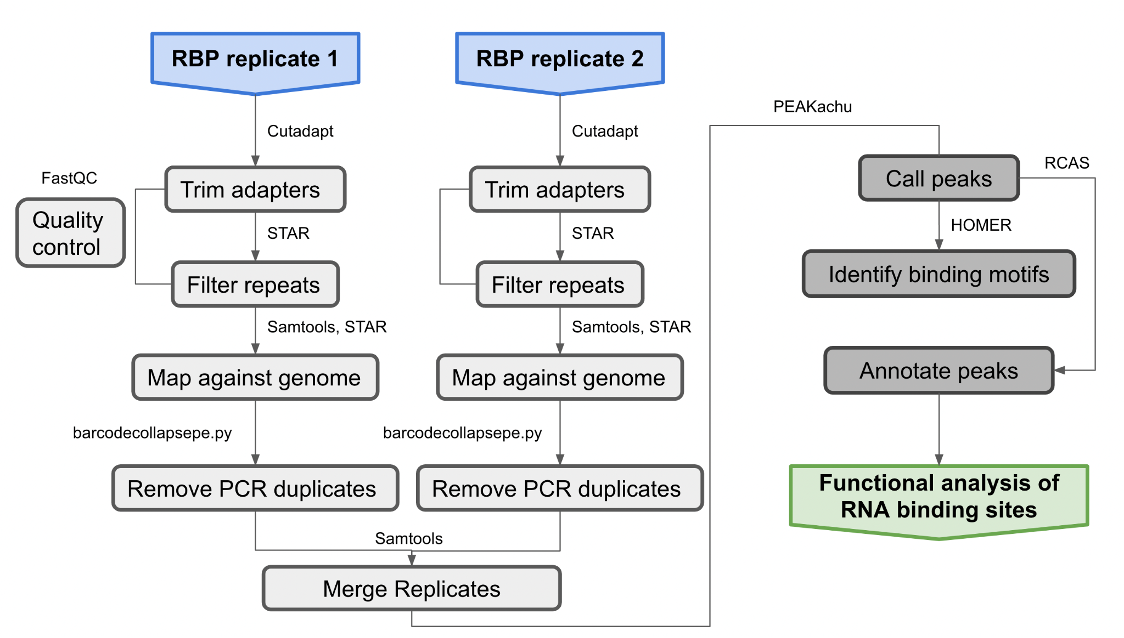 RBP replicate 1
RBP replicate 2
Cutadapt
Cutadapt
PEAKachu
FastQC
Quality
control
Trim adapters
Trim adapters
STAR
STAR
Filter repeats
Filter repeats
Samtools, STAR
Samtools, STAR
Map against genome
Map against genome
barcodecollapsepe.py
barcodecollapsepe.py
Remove PCR duplicates
Remove PCR duplicates
Samtools
Merge Replicates
Call peaks
RCAS
HOMER
Identify binding motifs
Annotate peaks
Functional analysis of
RNA binding sites